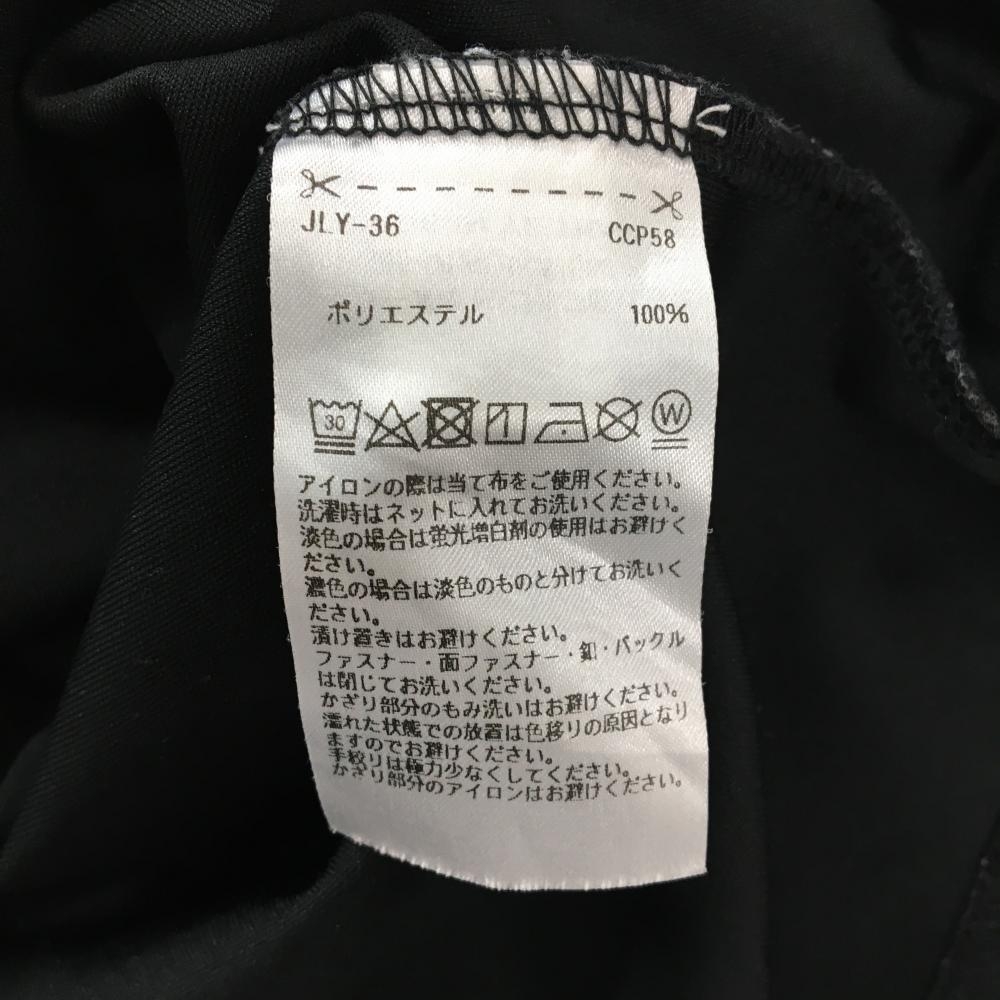 JLY-36 CCP58
ポリエステル 100%
30 W
アイロンの際は当て布をご使用ください。
洗濯時はネットに入れてお洗いください。
淡色の場合は蛍光増白剤の使用はお避けく
ださい。
濃色の場合は淡色のものと分けてお洗いく
ださい。
漬け置きはお避けください。
ファスナー・面ファスナー・釦・バックル
は閉じてお洗いください。
かざり部分のもみ洗いはお避けください。
濡れた状態での放置は色移りの原因となり
ますのでお避けください。
手絞りは極力少なくしてください。
かざり部分のアイロンはお避けください。